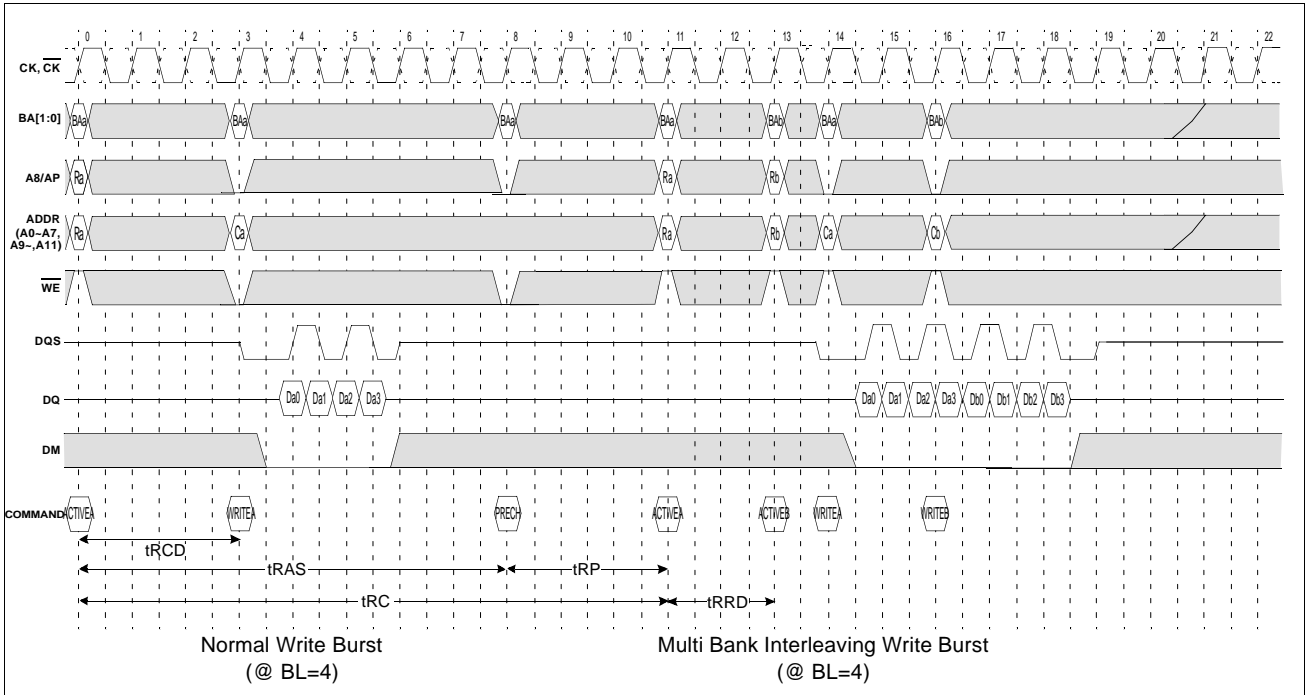 0 1 2 3 4 5 6 7 8 9 10 11 12 13 14 15 16 17 18 19 20 21 22
CK, CK
BA[1:0] BAa BAa BAa BAa BAb BAa BAb
A8/AP Ra Ra Rb
ADDR
(A0~A7,
A9~,A11)
Ra Ca Ra Rb Ca Cb
WE
DQS
DQ Da0 Da1 Da2 Da3 Da0 Da1 Da2 Da3 Db0 Db1 Db2 Db3
DM
COMMAND ACTIVEA WRITEA PRECH ACTIVEA ACTIVEB WRITEA WRITEB
tRCD
tRAS tRP
tRC tRRD
Normal Write Burst
(@ BL=4)
Multi Bank Interleaving Write Burst
(@ BL=4)